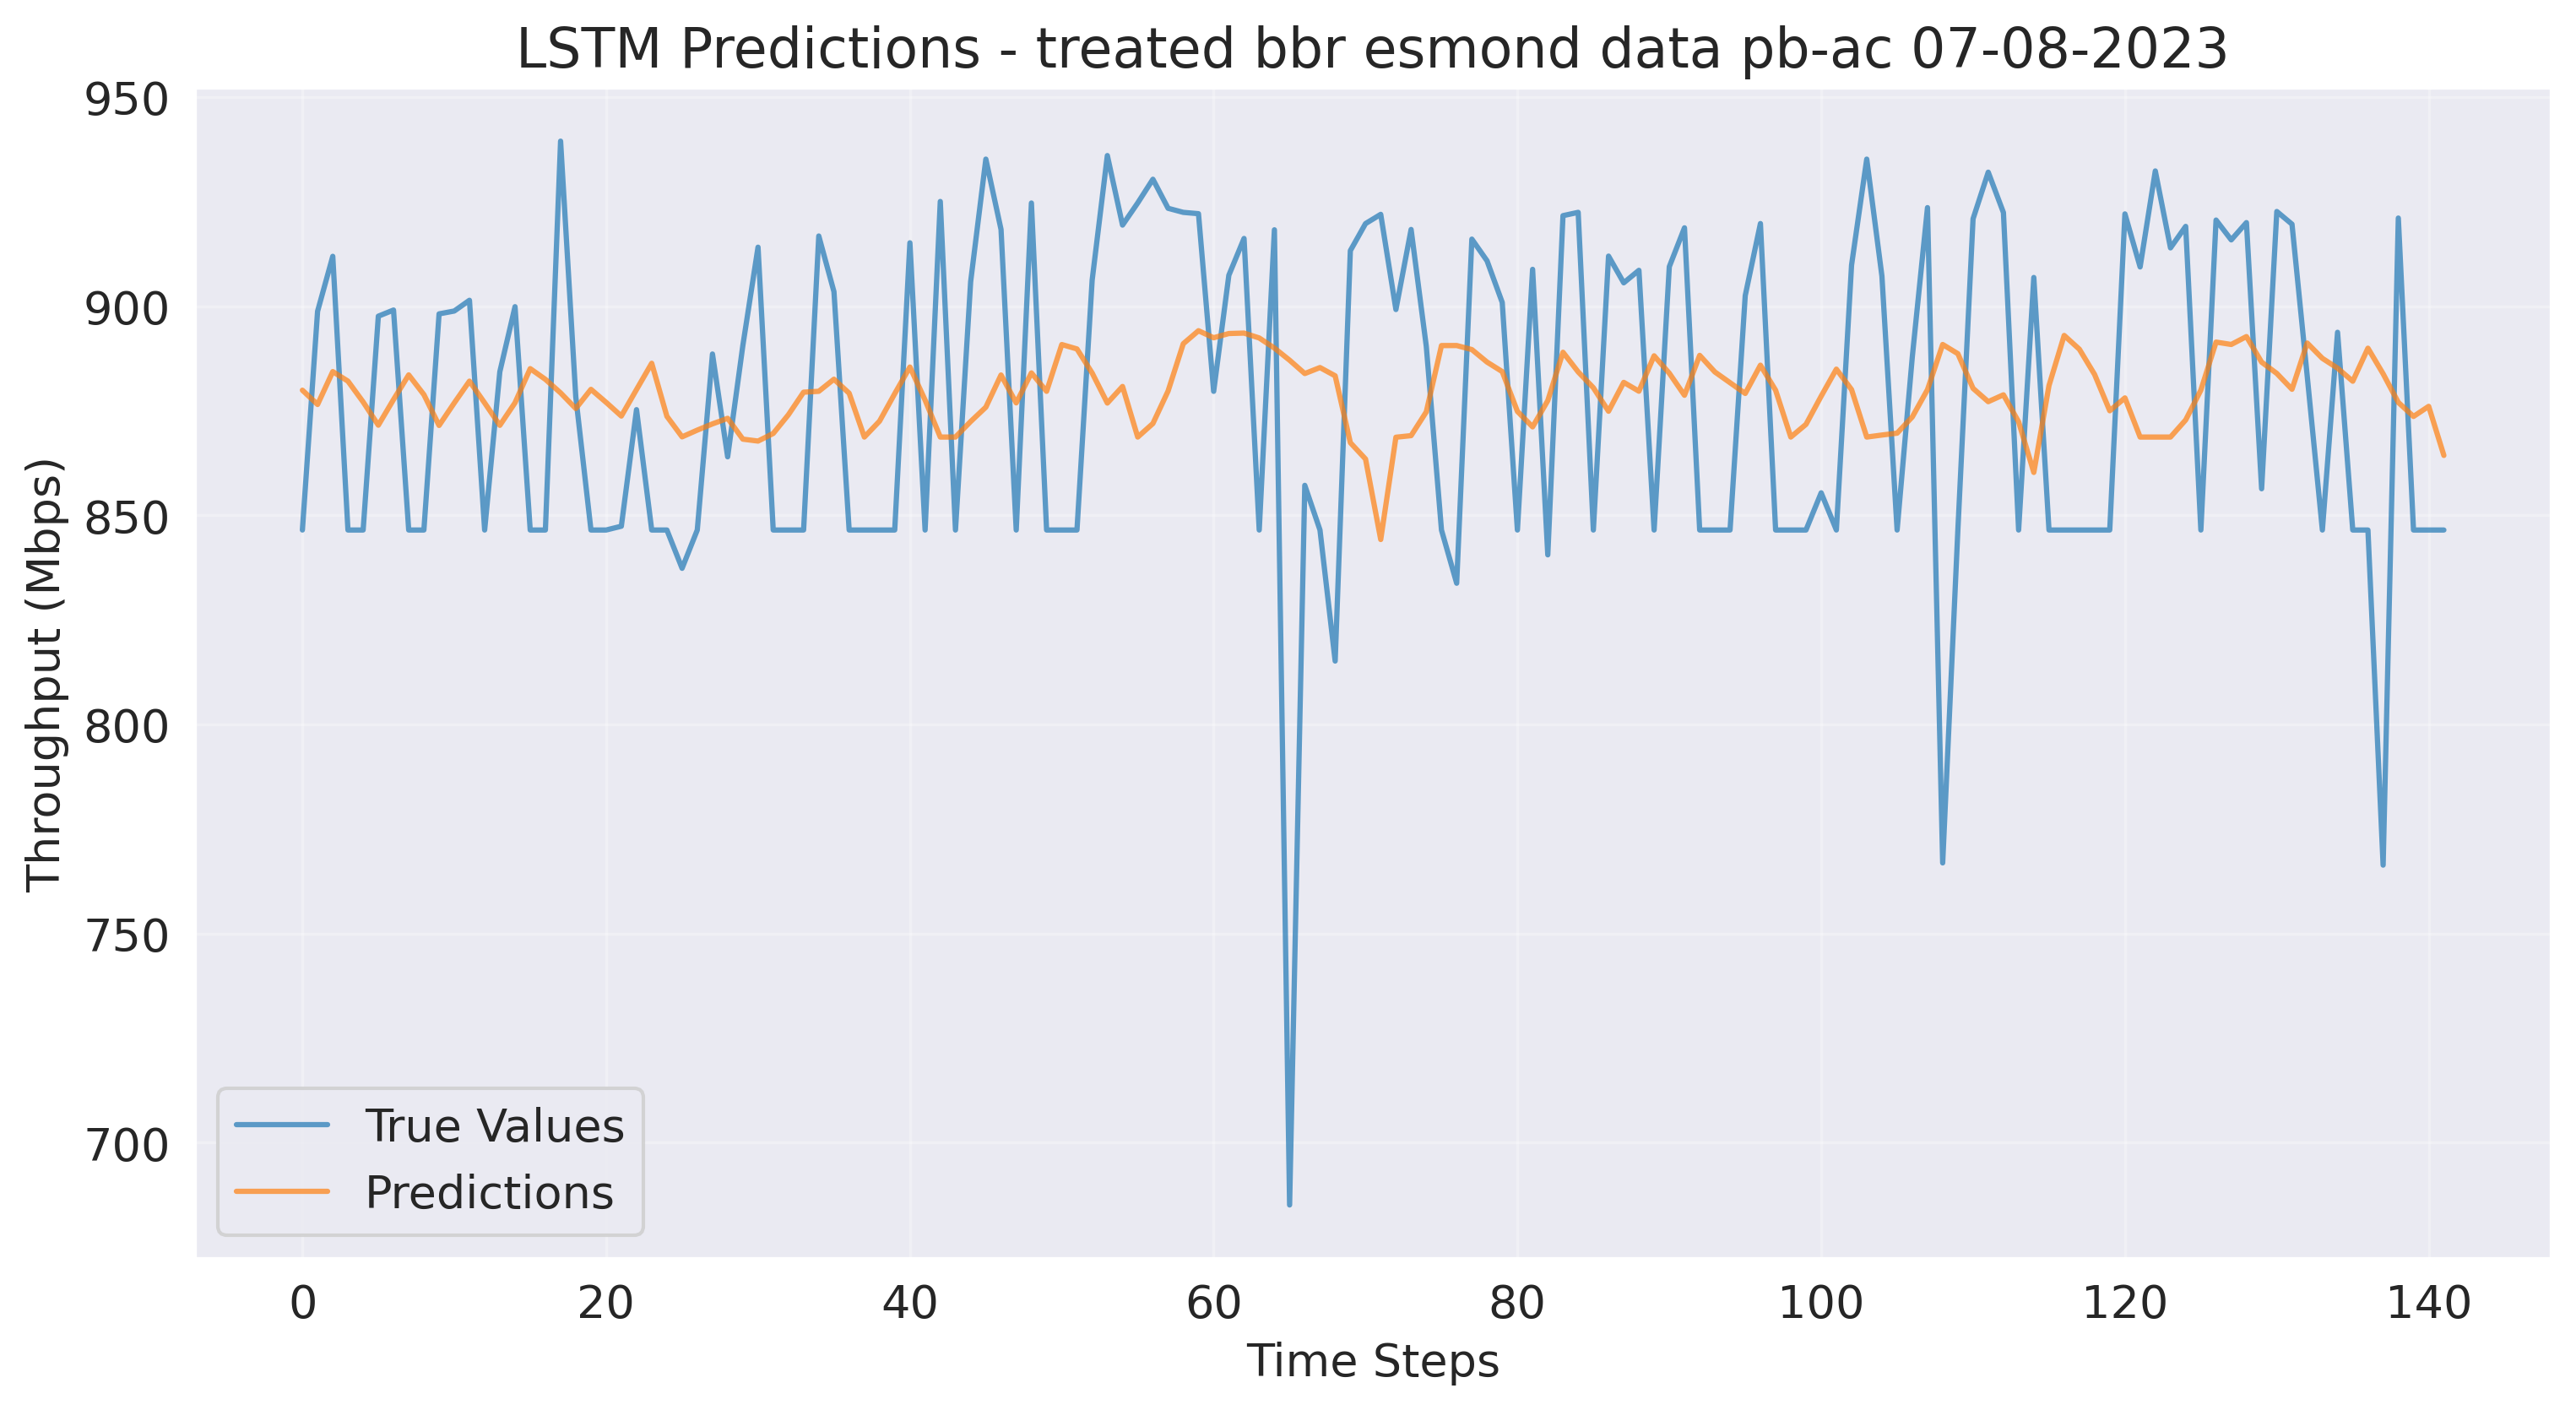 LSTM Predictions - treated bbr esmond data pb-ac 07-08-2023
950
900
850
800
750
700
Throughput (Mbps)
True Values
Predictions
0 20 40 60 80 100 120 140
Time Steps